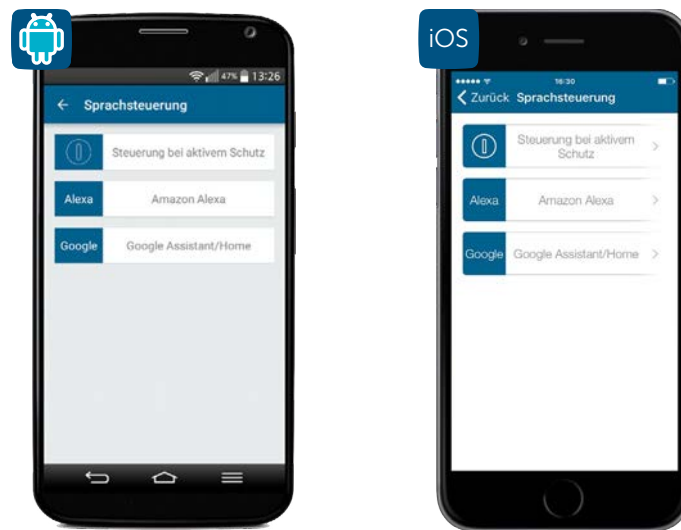 47% 13:26
← Sprachsteuerung
Steuerung bei aktivem Schutz
Alexa Amazon Alexa
Google Google Assistant/Home
iOS
16:30
Zurück Sprachsteuerung
Steuerung bei aktivem
Schutz
Alexa Amazon Alexa
Google Google Assistant/Home